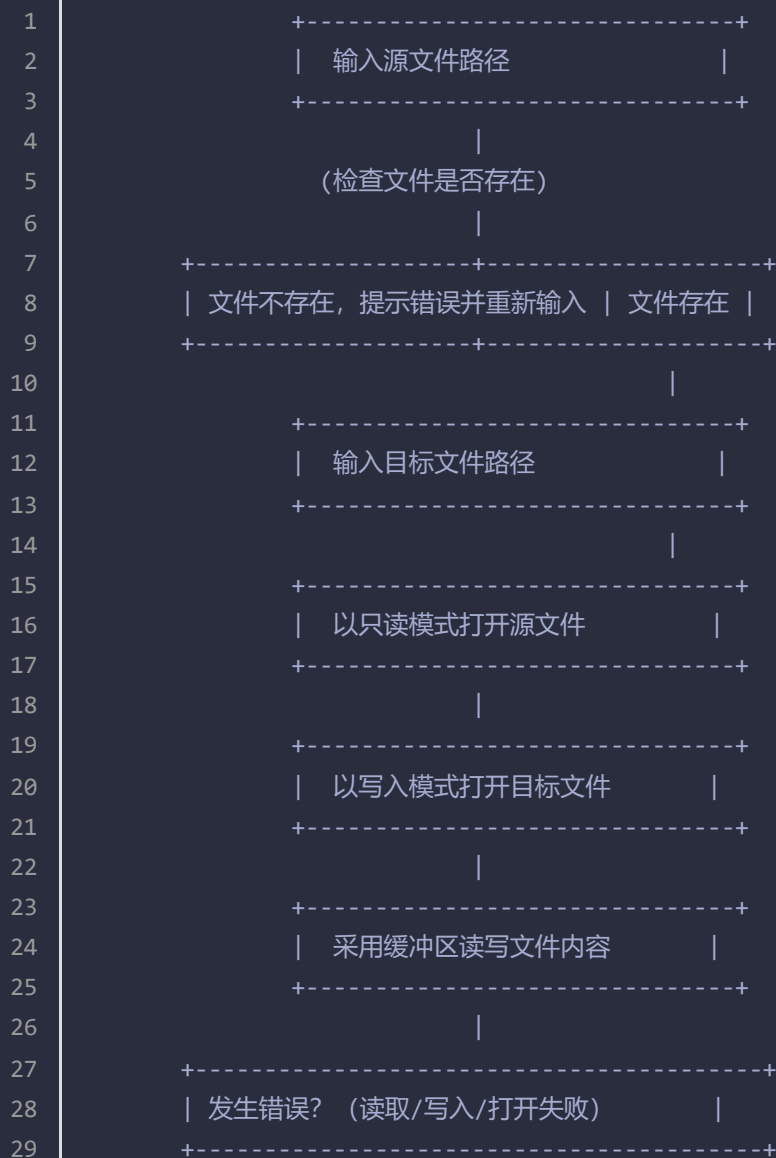 1 +-------------------------------+
2 | 输入源文件路径 |
3 +-------------------------------+
4 |
5 (检查文件是否存在)
6 |
7 +--------------------+--------------------+
8 | 文件不存在, 提示错误并重新输入 | 文件存在 |
9 +--------------------+--------------------+
10 |
11 +-------------------------------+
12 | 输入目标文件路径 |
13 +-------------------------------+
14 |
15 +-------------------------------+
16 | 以只读模式打开源文件 |
17 +-------------------------------+
18 |
19 +-------------------------------+
20 | 以写入模式打开目标文件 |
21 +-------------------------------+
22 |
23 +-------------------------------+
24 | 采用缓冲区读写文件内容 |
25 +-------------------------------+
26 |
27 +-----------------------------------------+
28 | 发生错误? (读取/写入/打开失败) |
29 +-----------------------------------------+